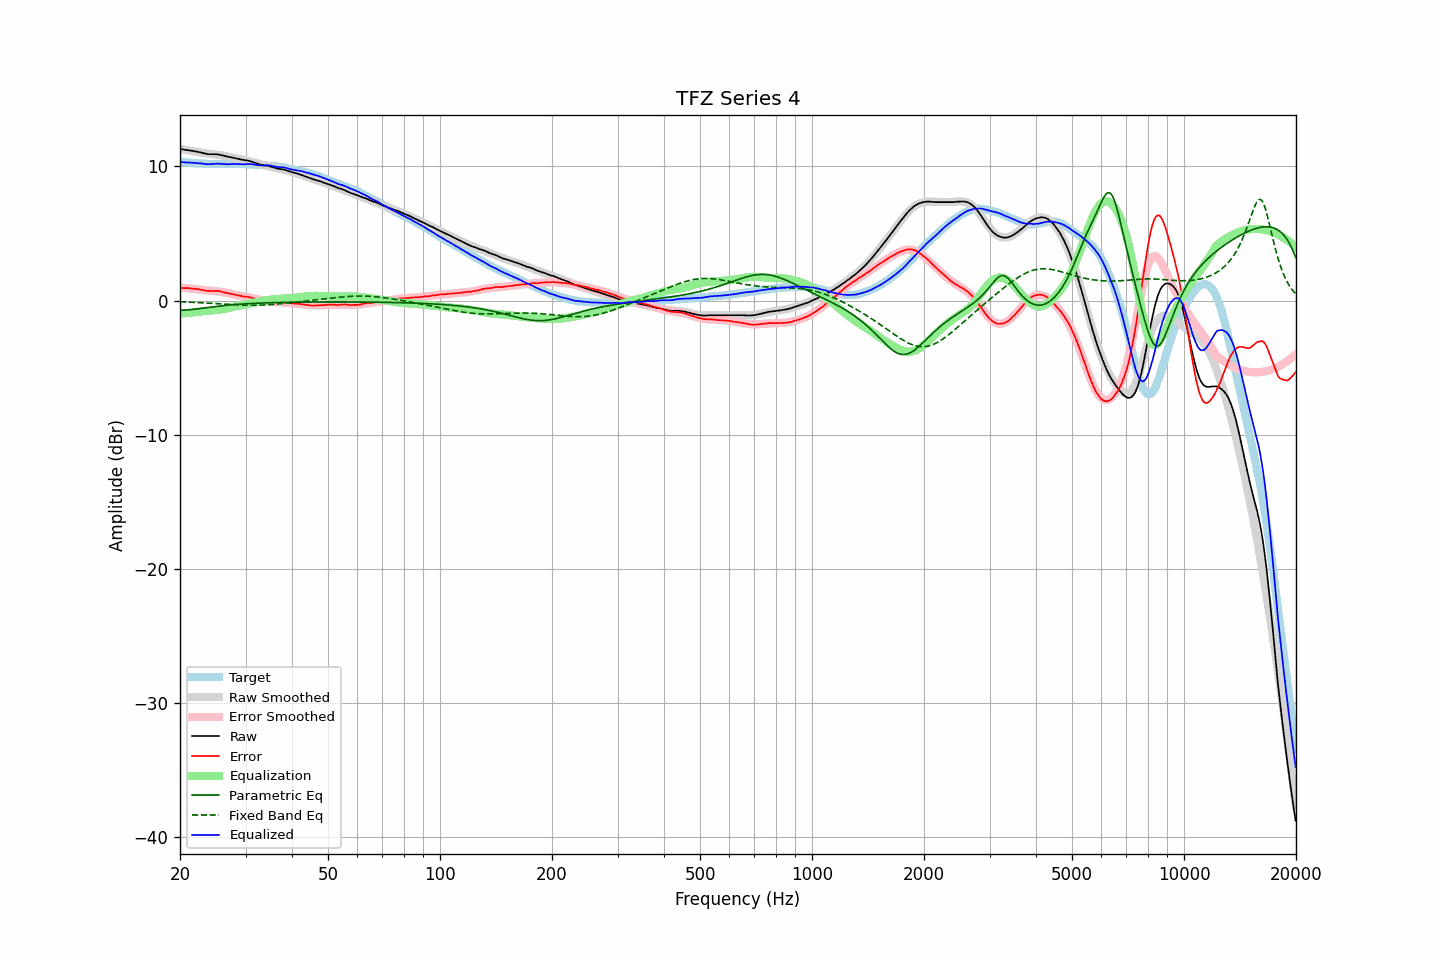 TFZ Series 4
Amplitude (dBr)
10
0
−10
−20
−30
−40
Target
Raw Smoothed
Error Smoothed
Raw
Error
Equalization
Parametric Eq
Fixed Band Eq
Equalized
20 50 100 200 500 1000 2000 5000 10000 20000
Frequency (Hz)